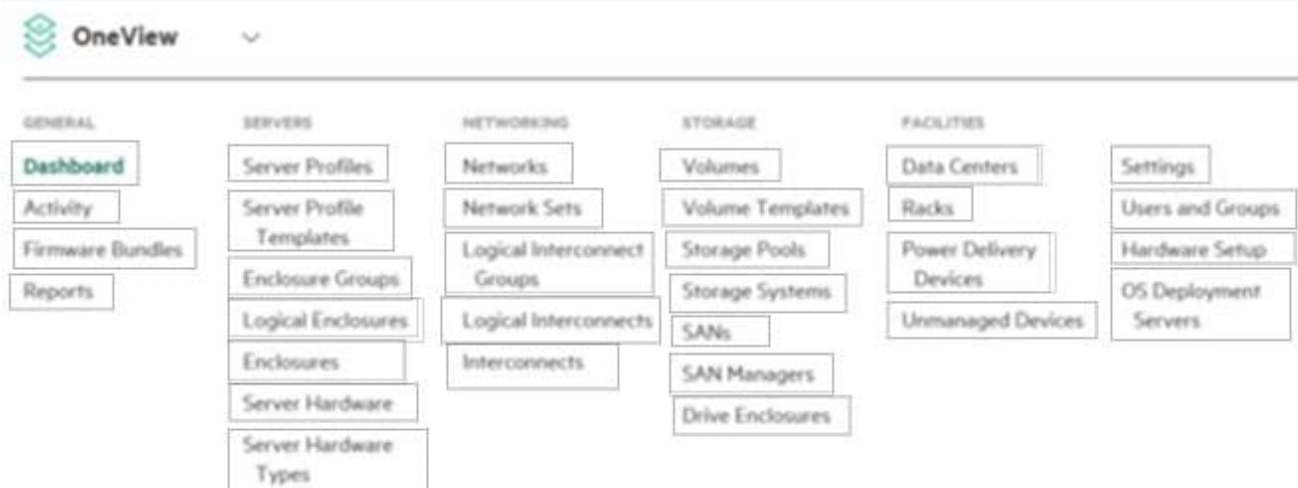 OneView
GENERAL
Dashboard
Activity
Firmware Bundles
Reports
SERVERS
Server Profiles
Server Profile
Templates
Enclosure Groups
Logical Enclosures
Enclosures
Server Hardware
Server Hardware
Types
NETWORKING
Networks
Network Sets
Logical Interconnect
Groups
Logical Interconnects
Interconnects
STORAGE
Volumes
Volume Templates
Storage Pools
Storage Systems
SANs
SAN Managers
Drive Enclosures
FACILITIES
Data Centers
Racks
Power Delivery
Devices
Unmanaged Devices
Settings
Users and Groups
Hardware Setup
OS Deployment
Servers